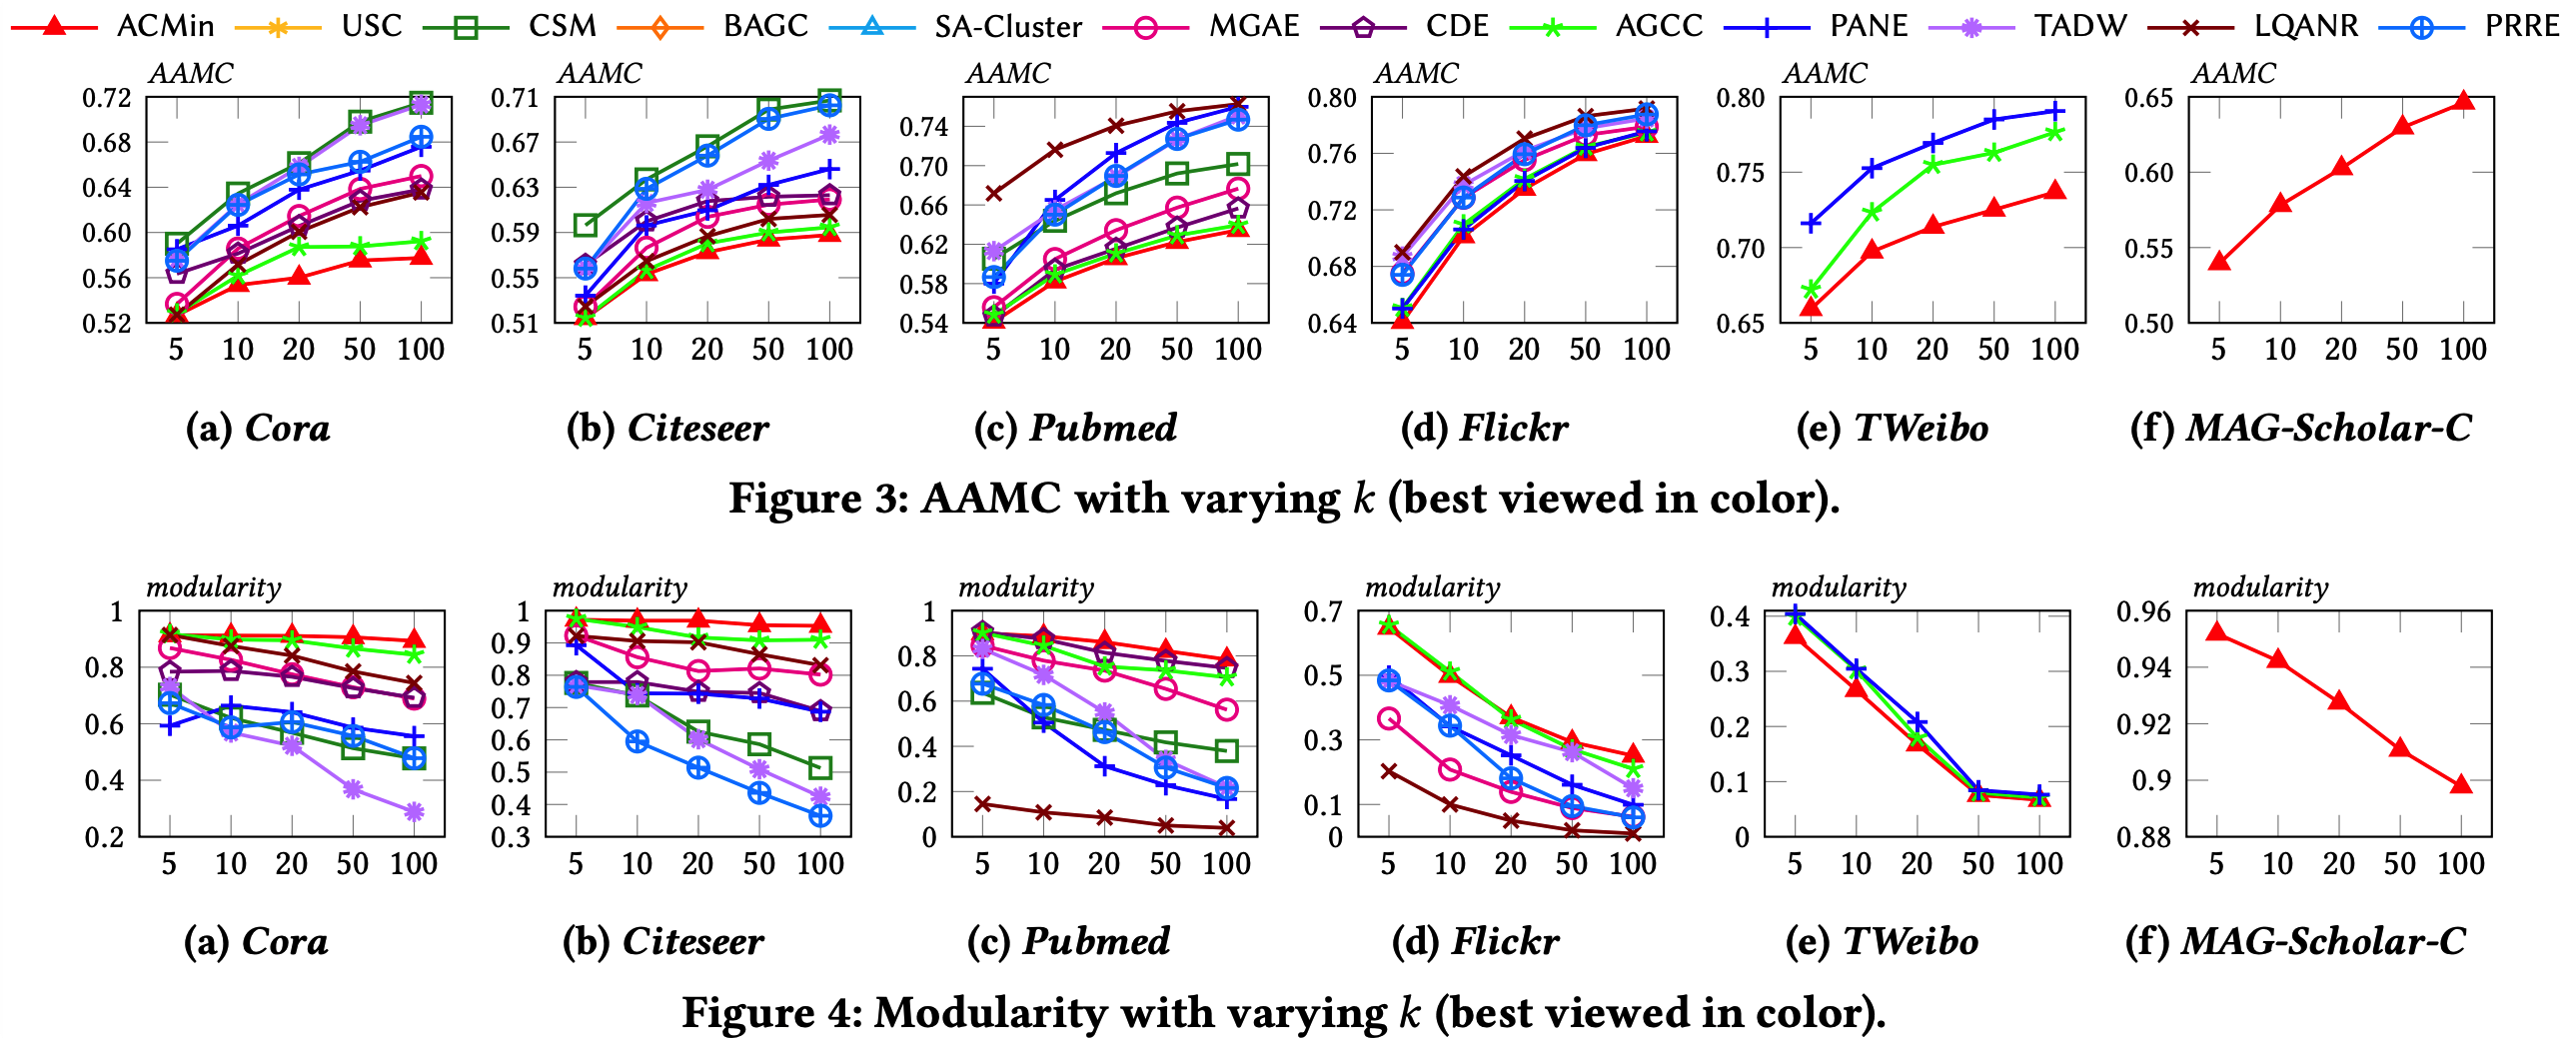 ACMin USC CSM BAGC SA-Cluster MGAE CDE AGCC PANE TADW LQANR PRRE
AAMC
0.72
0.68
0.64
0.60
0.56
0.52
5 10 20 50 100
(a) Cora
AAMC
0.71
0.67
0.63
0.59
0.55
0.51
5 10 20 50 100
(b) Citeseer
AAMC
0.74
0.70
0.66
0.62
0.58
0.54
5 10 20 50 100
(c) Pubmed
AAMC
0.80
0.76
0.72
0.68
0.64
5 10 20 50 100
(d) Flickr
AAMC
0.80
0.75
0.70
0.65
5 10 20 50 100
(e) TWeibo
AAMC
0.65
0.60
0.55
0.50
5 10 20 50 100
(f) MAG-Scholar-C
Figure 3: AAMC with varying k (best viewed in color).
modularity
1
0.8
0.6
0.4
0.2
5 10 20 50 100
(a) Cora
modularity
1
0.9
0.8
0.7
0.6
0.5
0.4
0.3
5 10 20 50 100
(b) Citeseer
modularity
1
0.8
0.6
0.4
0.2
0
5 10 20 50 100
(c) Pubmed
modularity
0.7
0.5
0.3
0.1
0
5 10 20 50 100
(d) Flickr
modularity
0.4
0.3
0.2
0.1
0
5 10 20 50 100
(e) TWeibo
modularity
0.96
0.94
0.92
0.9
0.88
5 10 20 50 100
(f) MAG-Scholar-C
Figure 4: Modularity with varying k (best viewed in color).